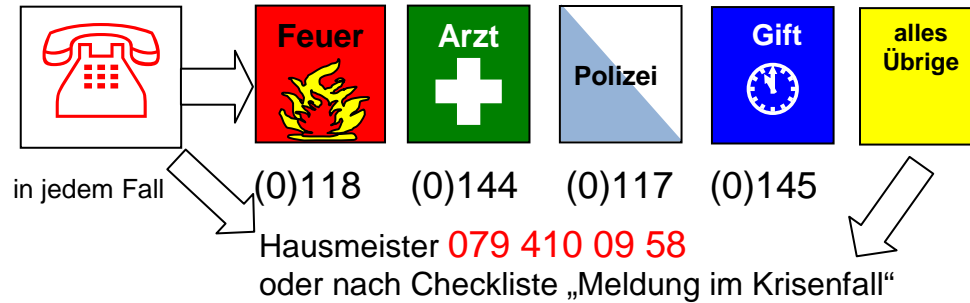 Feuer
Arzt
Polizei
Gift
alles
Übrige
in jedem Fall
(0)118
(0)144
(0)117
(0)145
Hausmeister 079 410 09 58
oder nach Checkliste „Meldung im Krisenfall“